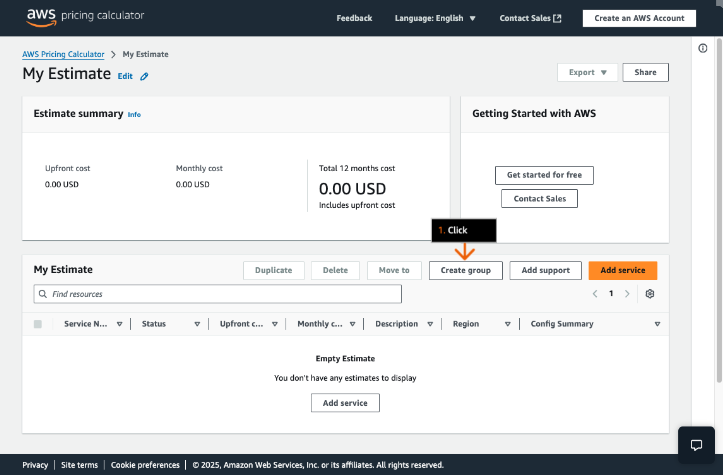 aws pricing calculator
Feedback
Language: English
Contact Sales
Create an AWS Account
AWS Pricing Calculator > My Estimate
My Estimate Edit
Export
Share
Estimate summary Info
Getting Started with AWS
Upfront cost
0.00 USD
Monthly cost
0.00 USD
Total 12 months cost
0.00 USD
Includes upfront cost
Get started for free
Contact Sales
1. Click
My Estimate
Duplicate
Delete
Move to
Create group
Add support
Add service
Find resources
1
Service N...
Status
Upfront c...
Monthly c...
Description
Region
Config Summary
Empty Estimate
You don't have any estimates to display
Add service
Privacy | Site terms | Cookie preferences | © 2025, Amazon Web Services, Inc. or its affiliates. All rights reserved.